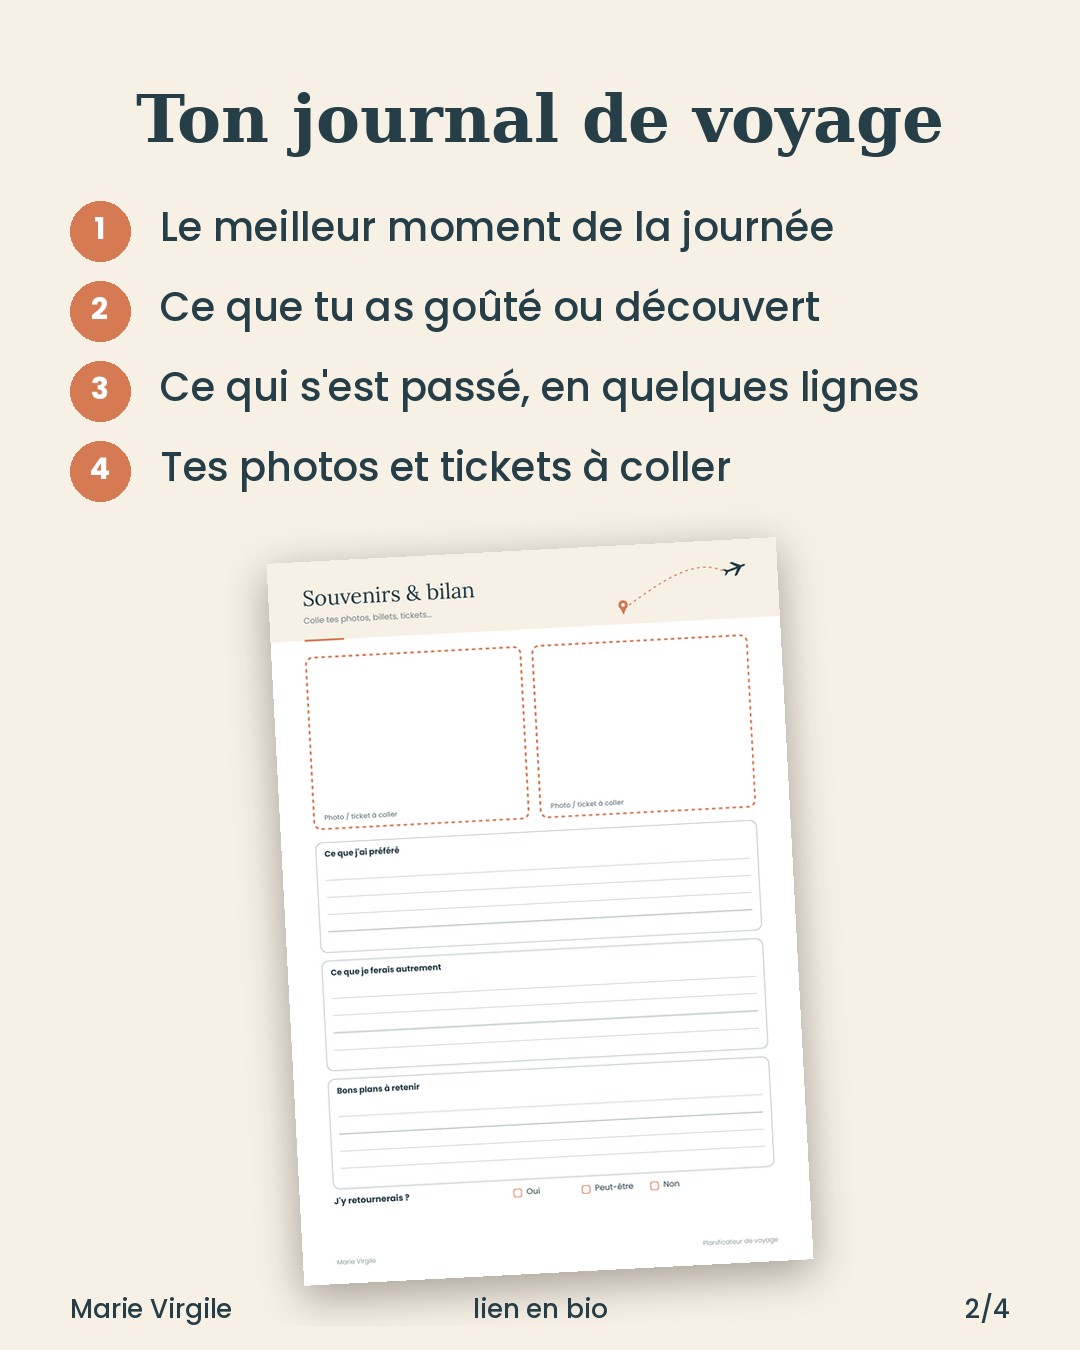 Ton journal de voyage
1 Le meilleur moment de la journée
2 Ce que tu as goûté ou découvert
3 Ce qui s'est passé, en quelques lignes
4 Tes photos et tickets à coller
Souvenirs & bilan
Colle tes photos, billets, tickets...
Photo / ticket à coller
Photo / ticket à coller
Ce que j'ai préféré
Ce que je ferais autrement
Bons plans à retenir
J'y retournerais ? Oui Peut-être Non
Marie Virgile Planificateur de voyage
Marie Virgile lien en bio 2/4